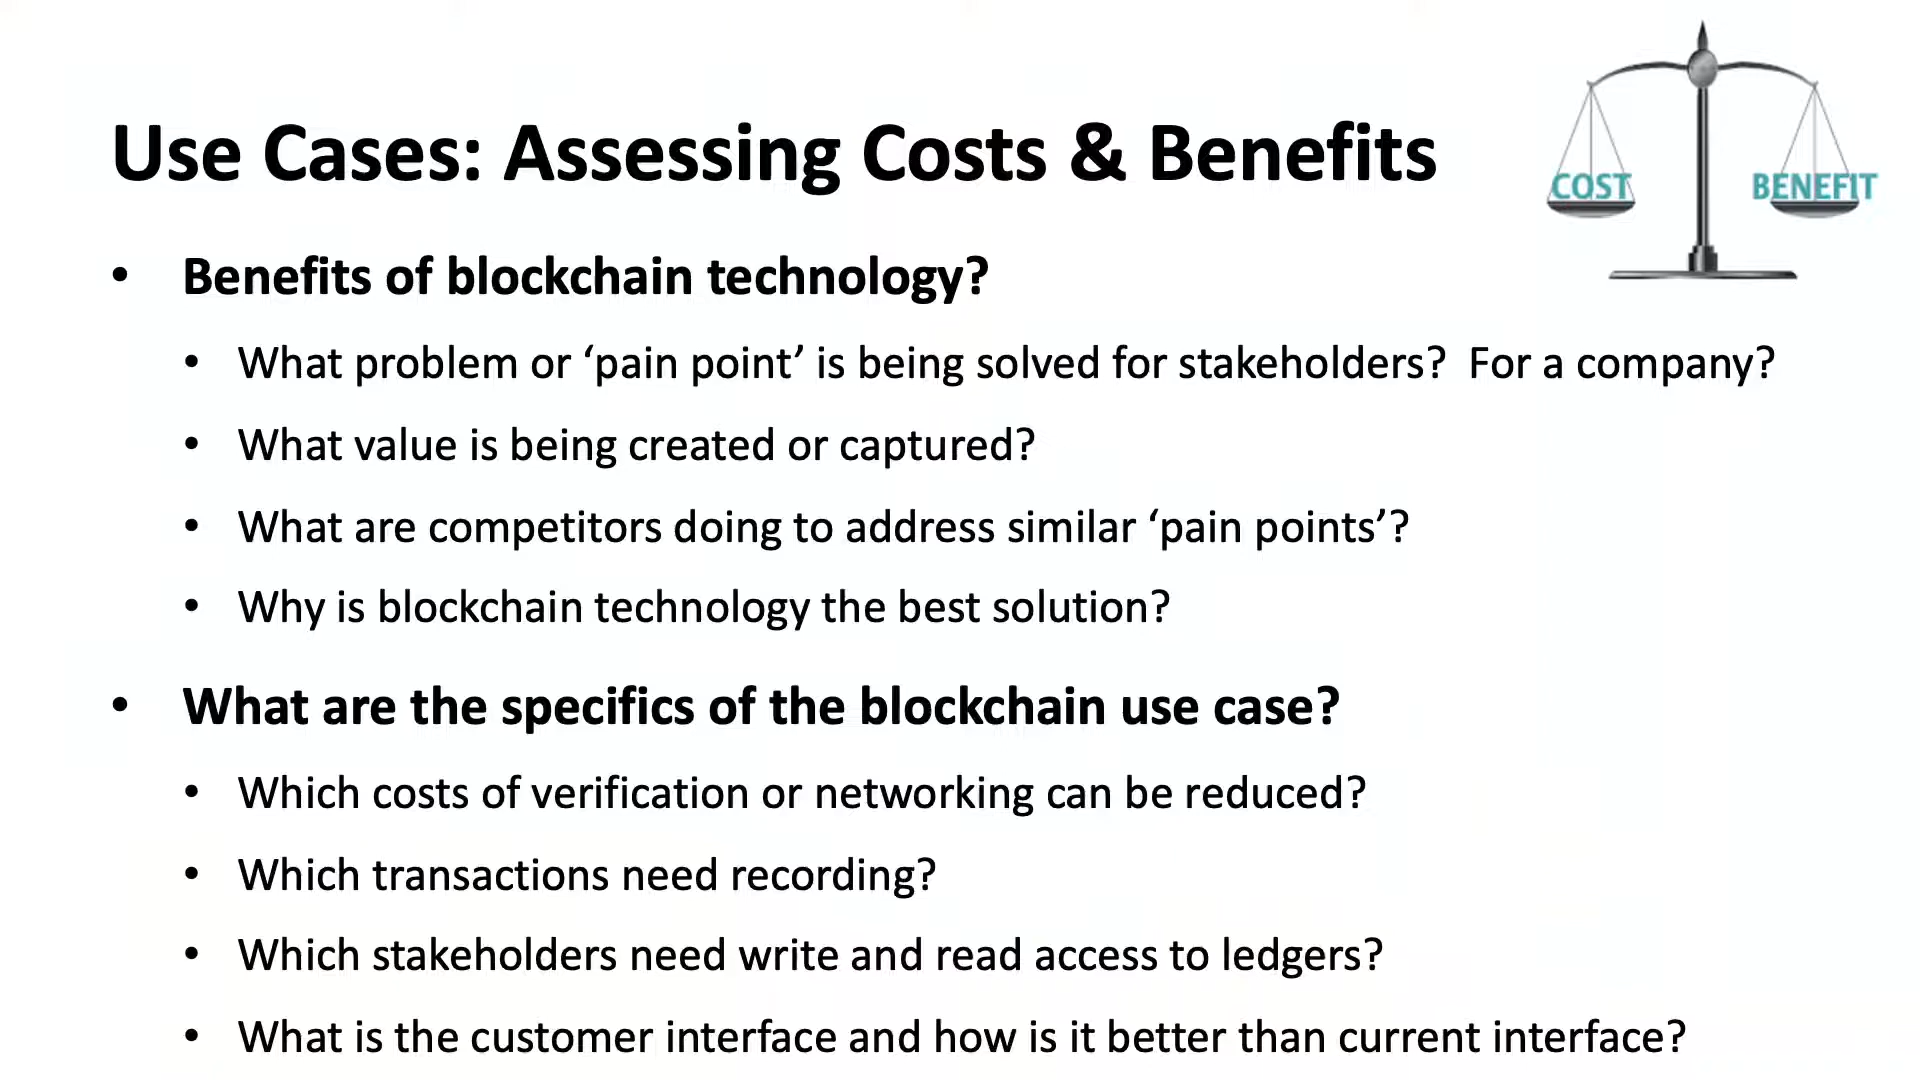 Use Cases: Assessing Costs & Benefits
COST
BENEFIT
• Benefits of blockchain technology?
• What problem or ‘pain point’ is being solved for stakeholders?  For a company?
• What value is being created or captured?
• What are competitors doing to address similar ‘pain points’?
• Why is blockchain technology the best solution?
• What are the specifics of the blockchain use case?
• Which costs of verification or networking can be reduced?
• Which transactions need recording?
• Which stakeholders need write and read access to ledgers?
• What is the customer interface and how is it better than current interface?